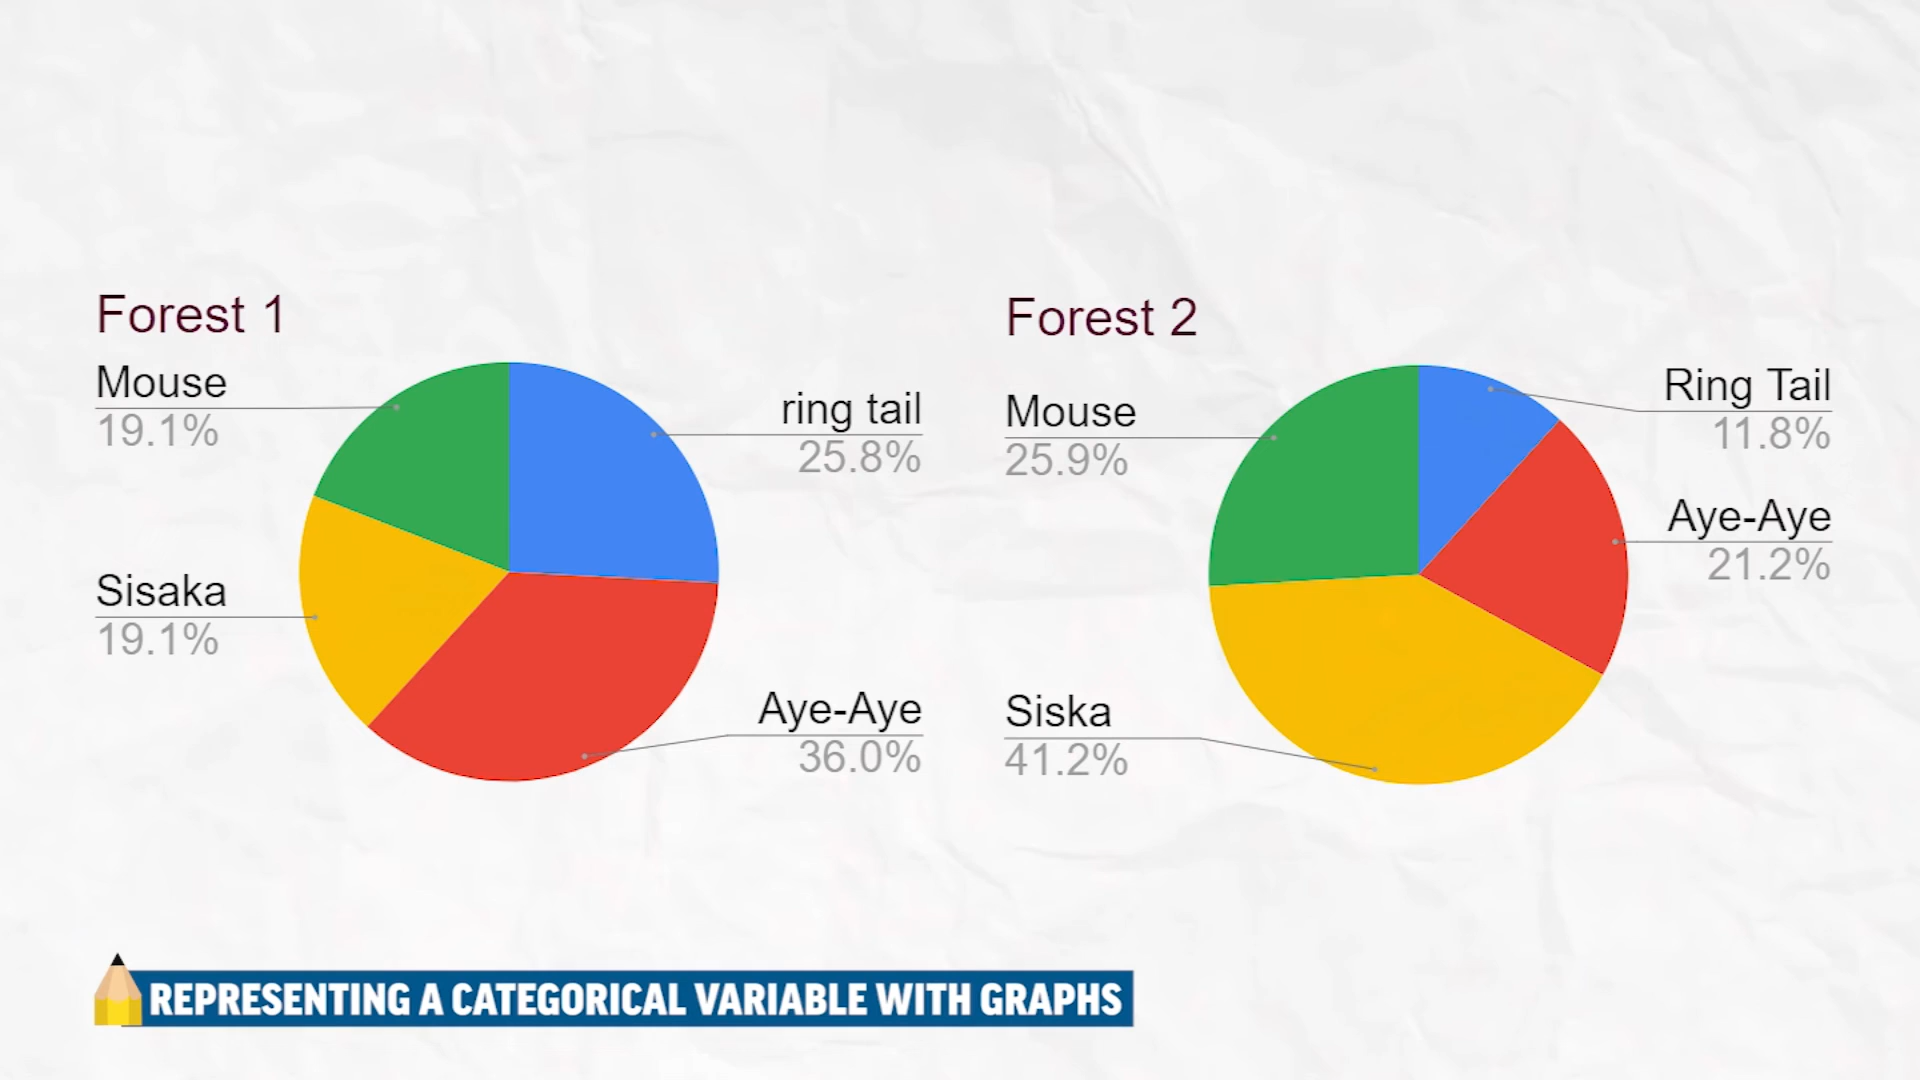 Forest 1
Mouse
19.1%
ring tail
25.8%
Sisaka
19.1%
Aye-Aye
36.0%
Forest 2
Mouse
25.9%
Ring Tail
11.8%
Aye-Aye
21.2%
Siska
41.2%
REPRESENTING A CATEGORICAL VARIABLE WITH GRAPHS